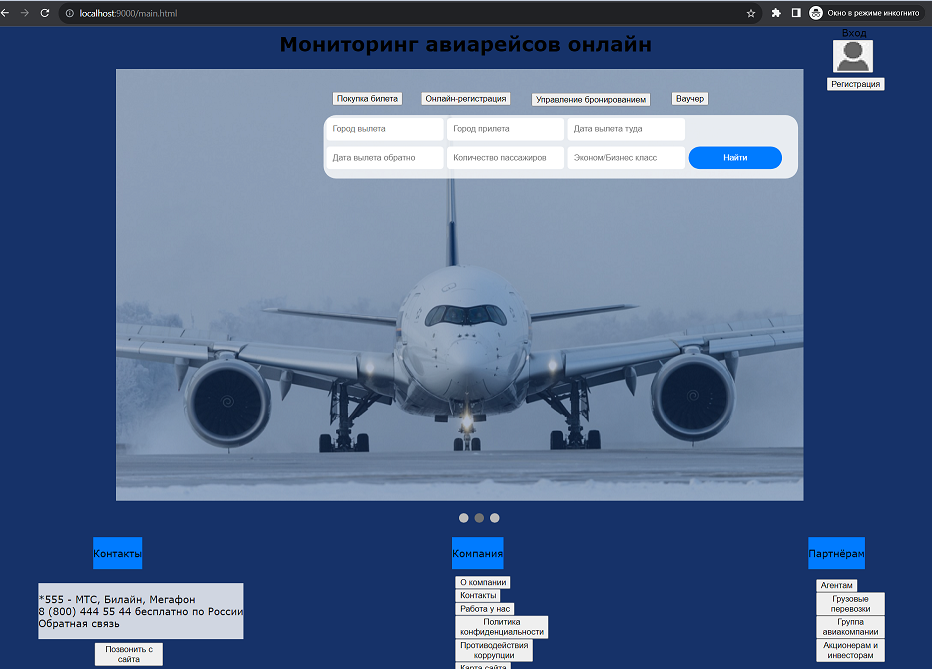 localhost:9000/main.html
Окно в режиме инкогнито
Мониторинг авиарейсов онлайн
Вход
Регистрация
Покупка билета
Онлайн-регистрация
Управление бронированием
Ваучер
Город вылета
Город прилета
Дата вылета туда
Дата вылета обратно
Количество пассажиров
Эконом/Бизнес класс
Найти
Контакты
*555 - МТС, Билайн, Мегафон
8 (800) 444 55 44 бесплатно по России
Обратная связь
Позвонить с
сайта
Компания
О компании
Контакты
Работа у нас
Политика
конфиденциальности
Противодействия
коррупции
Карта сайта
Партнёрам
Агентам
Грузовые
перевозки
Группа
авиакомпании
Акционерам и
инвесторам